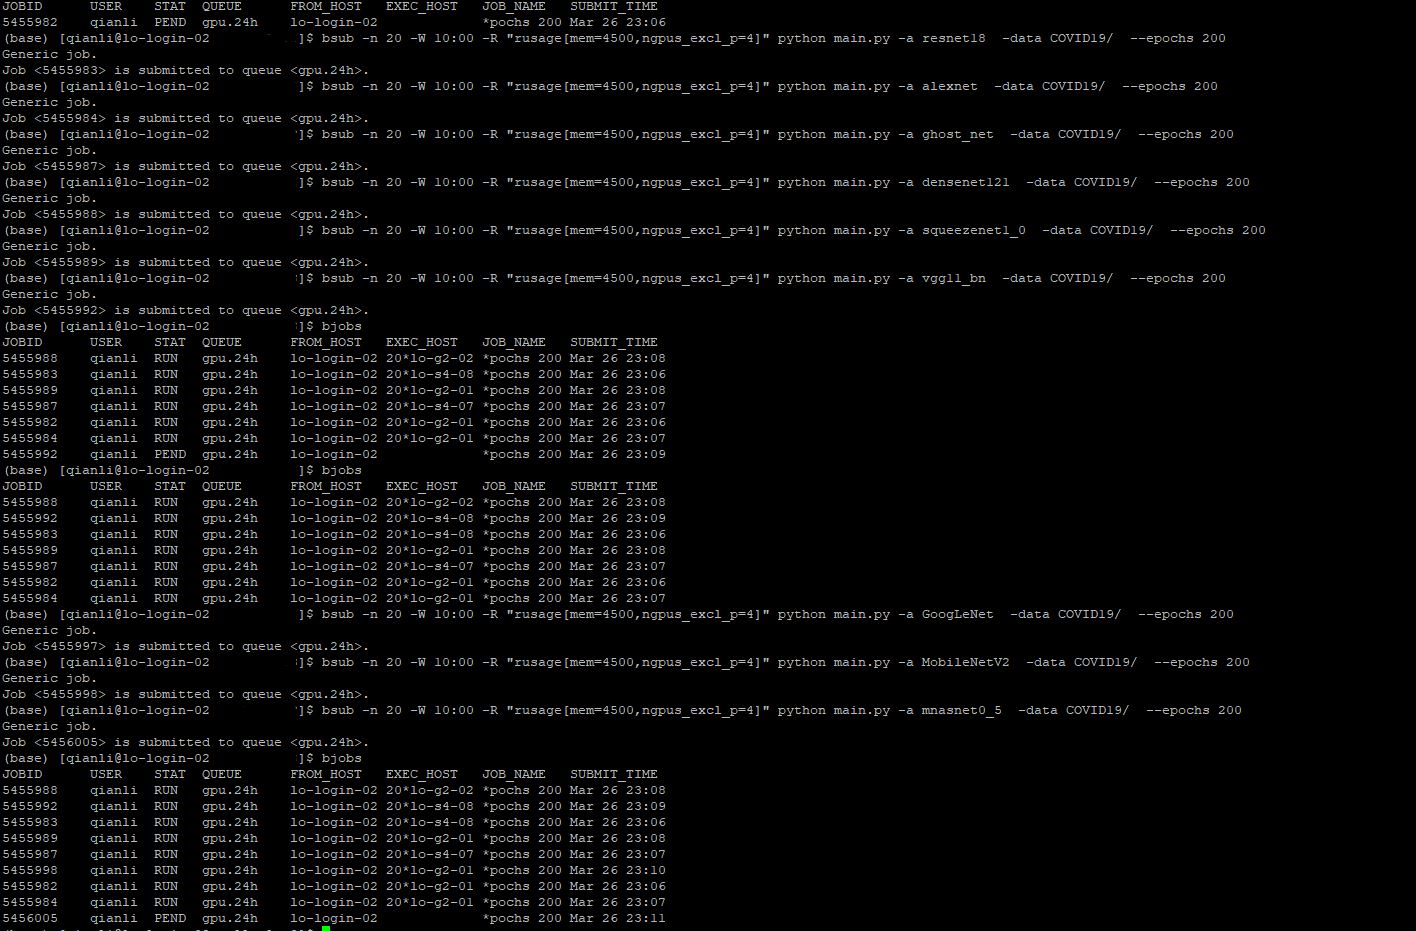 JOBID      USER   STAT  QUEUE      FROM_HOST   EXEC_HOST   JOB_NAME   SUBMIT_TIME
5455982    qianli  PEND  gpu.24h    lo-login-02             *pochs 200 Mar 26 23:06
(base) [qianli@lo-login-02           ]$ bsub -n 20 -W 10:00 -R "rusage[mem=4500,ngpus_excl_p=4]" python main.py -a resnet18  -data COVID19/  --epochs 200
Generic job.
Job <5455983> is submitted to queue <gpu.24h>.
(base) [qianli@lo-login-02           ]$ bsub -n 20 -W 10:00 -R "rusage[mem=4500,ngpus_excl_p=4]" python main.py -a alexnet  -data COVID19/  --epochs 200
Generic job.
Job <5455984> is submitted to queue <gpu.24h>.
(base) [qianli@lo-login-02           ]$ bsub -n 20 -W 10:00 -R "rusage[mem=4500,ngpus_excl_p=4]" python main.py -a ghost_net  -data COVID19/  --epochs 200
Generic job.
Job <5455987> is submitted to queue <gpu.24h>.
(base) [qianli@lo-login-02           ]$ bsub -n 20 -W 10:00 -R "rusage[mem=4500,ngpus_excl_p=4]" python main.py -a densenet121  -data COVID19/  --epochs 200
Generic job.
Job <5455988> is submitted to queue <gpu.24h>.
(base) [qianli@lo-login-02           ]$ bsub -n 20 -W 10:00 -R "rusage[mem=4500,ngpus_excl_p=4]" python main.py -a squeezenet1_0  -data COVID19/  --epochs 200
Generic job.
Job <5455989> is submitted to queue <gpu.24h>.
(base) [qianli@lo-login-02           ]$ bsub -n 20 -W 10:00 -R "rusage[mem=4500,ngpus_excl_p=4]" python main.py -a vgg11_bn  -data COVID19/  --epochs 200
Generic job.
Job <5455992> is submitted to queue <gpu.24h>.
(base) [qianli@lo-login-02           ]$ bjobs
JOBID      USER   STAT  QUEUE      FROM_HOST   EXEC_HOST   JOB_NAME   SUBMIT_TIME
5455988    qianli  RUN   gpu.24h    lo-login-02 20*lo-g2-02 *pochs 200 Mar 26 23:08
5455983    qianli  RUN   gpu.24h    lo-login-02 20*lo-s4-08 *pochs 200 Mar 26 23:06
5455989    qianli  RUN   gpu.24h    lo-login-02 20*lo-g2-01 *pochs 200 Mar 26 23:08
5455987    qianli  RUN   gpu.24h    lo-login-02 20*lo-s4-07 *pochs 200 Mar 26 23:07
5455982    qianli  RUN   gpu.24h    lo-login-02 20*lo-g2-01 *pochs 200 Mar 26 23:06
5455984    qianli  RUN   gpu.24h    lo-login-02 20*lo-g2-01 *pochs 200 Mar 26 23:07
5455992    qianli  PEND  gpu.24h    lo-login-02             *pochs 200 Mar 26 23:09
(base) [qianli@lo-login-02           ]$ bjobs
JOBID      USER   STAT  QUEUE      FROM_HOST   EXEC_HOST   JOB_NAME   SUBMIT_TIME
5455988    qianli  RUN   gpu.24h    lo-login-02 20*lo-g2-02 *pochs 200 Mar 26 23:08
5455992    qianli  RUN   gpu.24h    lo-login-02 20*lo-s4-08 *pochs 200 Mar 26 23:09
5455983    qianli  RUN   gpu.24h    lo-login-02 20*lo-s4-08 *pochs 200 Mar 26 23:06
5455989    qianli  RUN   gpu.24h    lo-login-02 20*lo-g2-01 *pochs 200 Mar 26 23:08
5455987    qianli  RUN   gpu.24h    lo-login-02 20*lo-s4-07 *pochs 200 Mar 26 23:07
5455982    qianli  RUN   gpu.24h    lo-login-02 20*lo-g2-01 *pochs 200 Mar 26 23:06
5455984    qianli  RUN   gpu.24h    lo-login-02 20*lo-g2-01 *pochs 200 Mar 26 23:07
(base) [qianli@lo-login-02           ]$ bsub -n 20 -W 10:00 -R "rusage[mem=4500,ngpus_excl_p=4]" python main.py -a GoogLeNet  -data COVID19/  --epochs 200
Generic job.
Job <5455997> is submitted to queue <gpu.24h>.
(base) [qianli@lo-login-02           ]$ bsub -n 20 -W 10:00 -R "rusage[mem=4500,ngpus_excl_p=4]" python main.py -a MobileNetV2  -data COVID19/  --epochs 200
Generic job.
Job <5455998> is submitted to queue <gpu.24h>.
(base) [qianli@lo-login-02           ]$ bsub -n 20 -W 10:00 -R "rusage[mem=4500,ngpus_excl_p=4]" python main.py -a mnasnet0_5  -data COVID19/  --epochs 200
Generic job.
Job <5456005> is submitted to queue <gpu.24h>.
(base) [qianli@lo-login-02           ]$ bjobs
JOBID      USER   STAT  QUEUE      FROM_HOST   EXEC_HOST   JOB_NAME   SUBMIT_TIME
5455988    qianli  RUN   gpu.24h    lo-login-02 20*lo-g2-02 *pochs 200 Mar 26 23:08
5455992    qianli  RUN   gpu.24h    lo-login-02 20*lo-s4-08 *pochs 200 Mar 26 23:09
5455983    qianli  RUN   gpu.24h    lo-login-02 20*lo-s4-08 *pochs 200 Mar 26 23:06
5455989    qianli  RUN   gpu.24h    lo-login-02 20*lo-g2-01 *pochs 200 Mar 26 23:08
5455987    qianli  RUN   gpu.24h    lo-login-02 20*lo-s4-07 *pochs 200 Mar 26 23:07
5455998    qianli  RUN   gpu.24h    lo-login-02 20*lo-g2-01 *pochs 200 Mar 26 23:10
5455982    qianli  RUN   gpu.24h    lo-login-02 20*lo-g2-01 *pochs 200 Mar 26 23:06
5455984    qianli  RUN   gpu.24h    lo-login-02 20*lo-g2-01 *pochs 200 Mar 26 23:07
5456005    qianli  PEND  gpu.24h    lo-login-02             *pochs 200 Mar 26 23:11